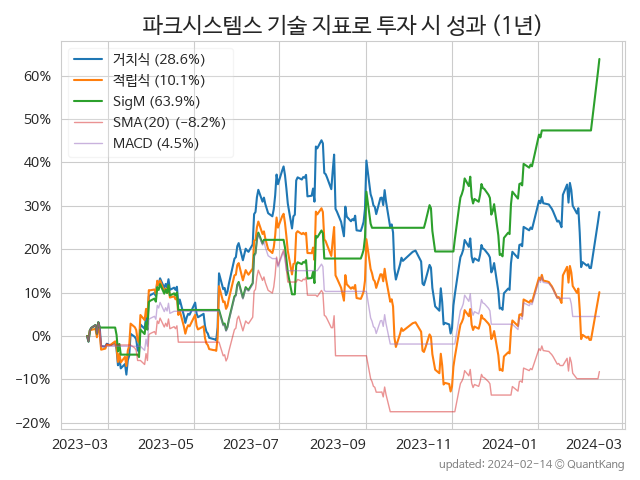 파크시스템스 기술 지표로 투자 시 성과 (1년)
거치식 (28.6%)
적립식 (10.1%)
SigM (63.9%)
SMA(20) (−8.2%)
MACD (4.5%)
60%
50%
40%
30%
20%
10%
0%
−10%
−20%
2023-03 2023-05 2023-07 2023-09 2023-11 2024-01 2024-03
updated: 2024-02-14 © QuantKang